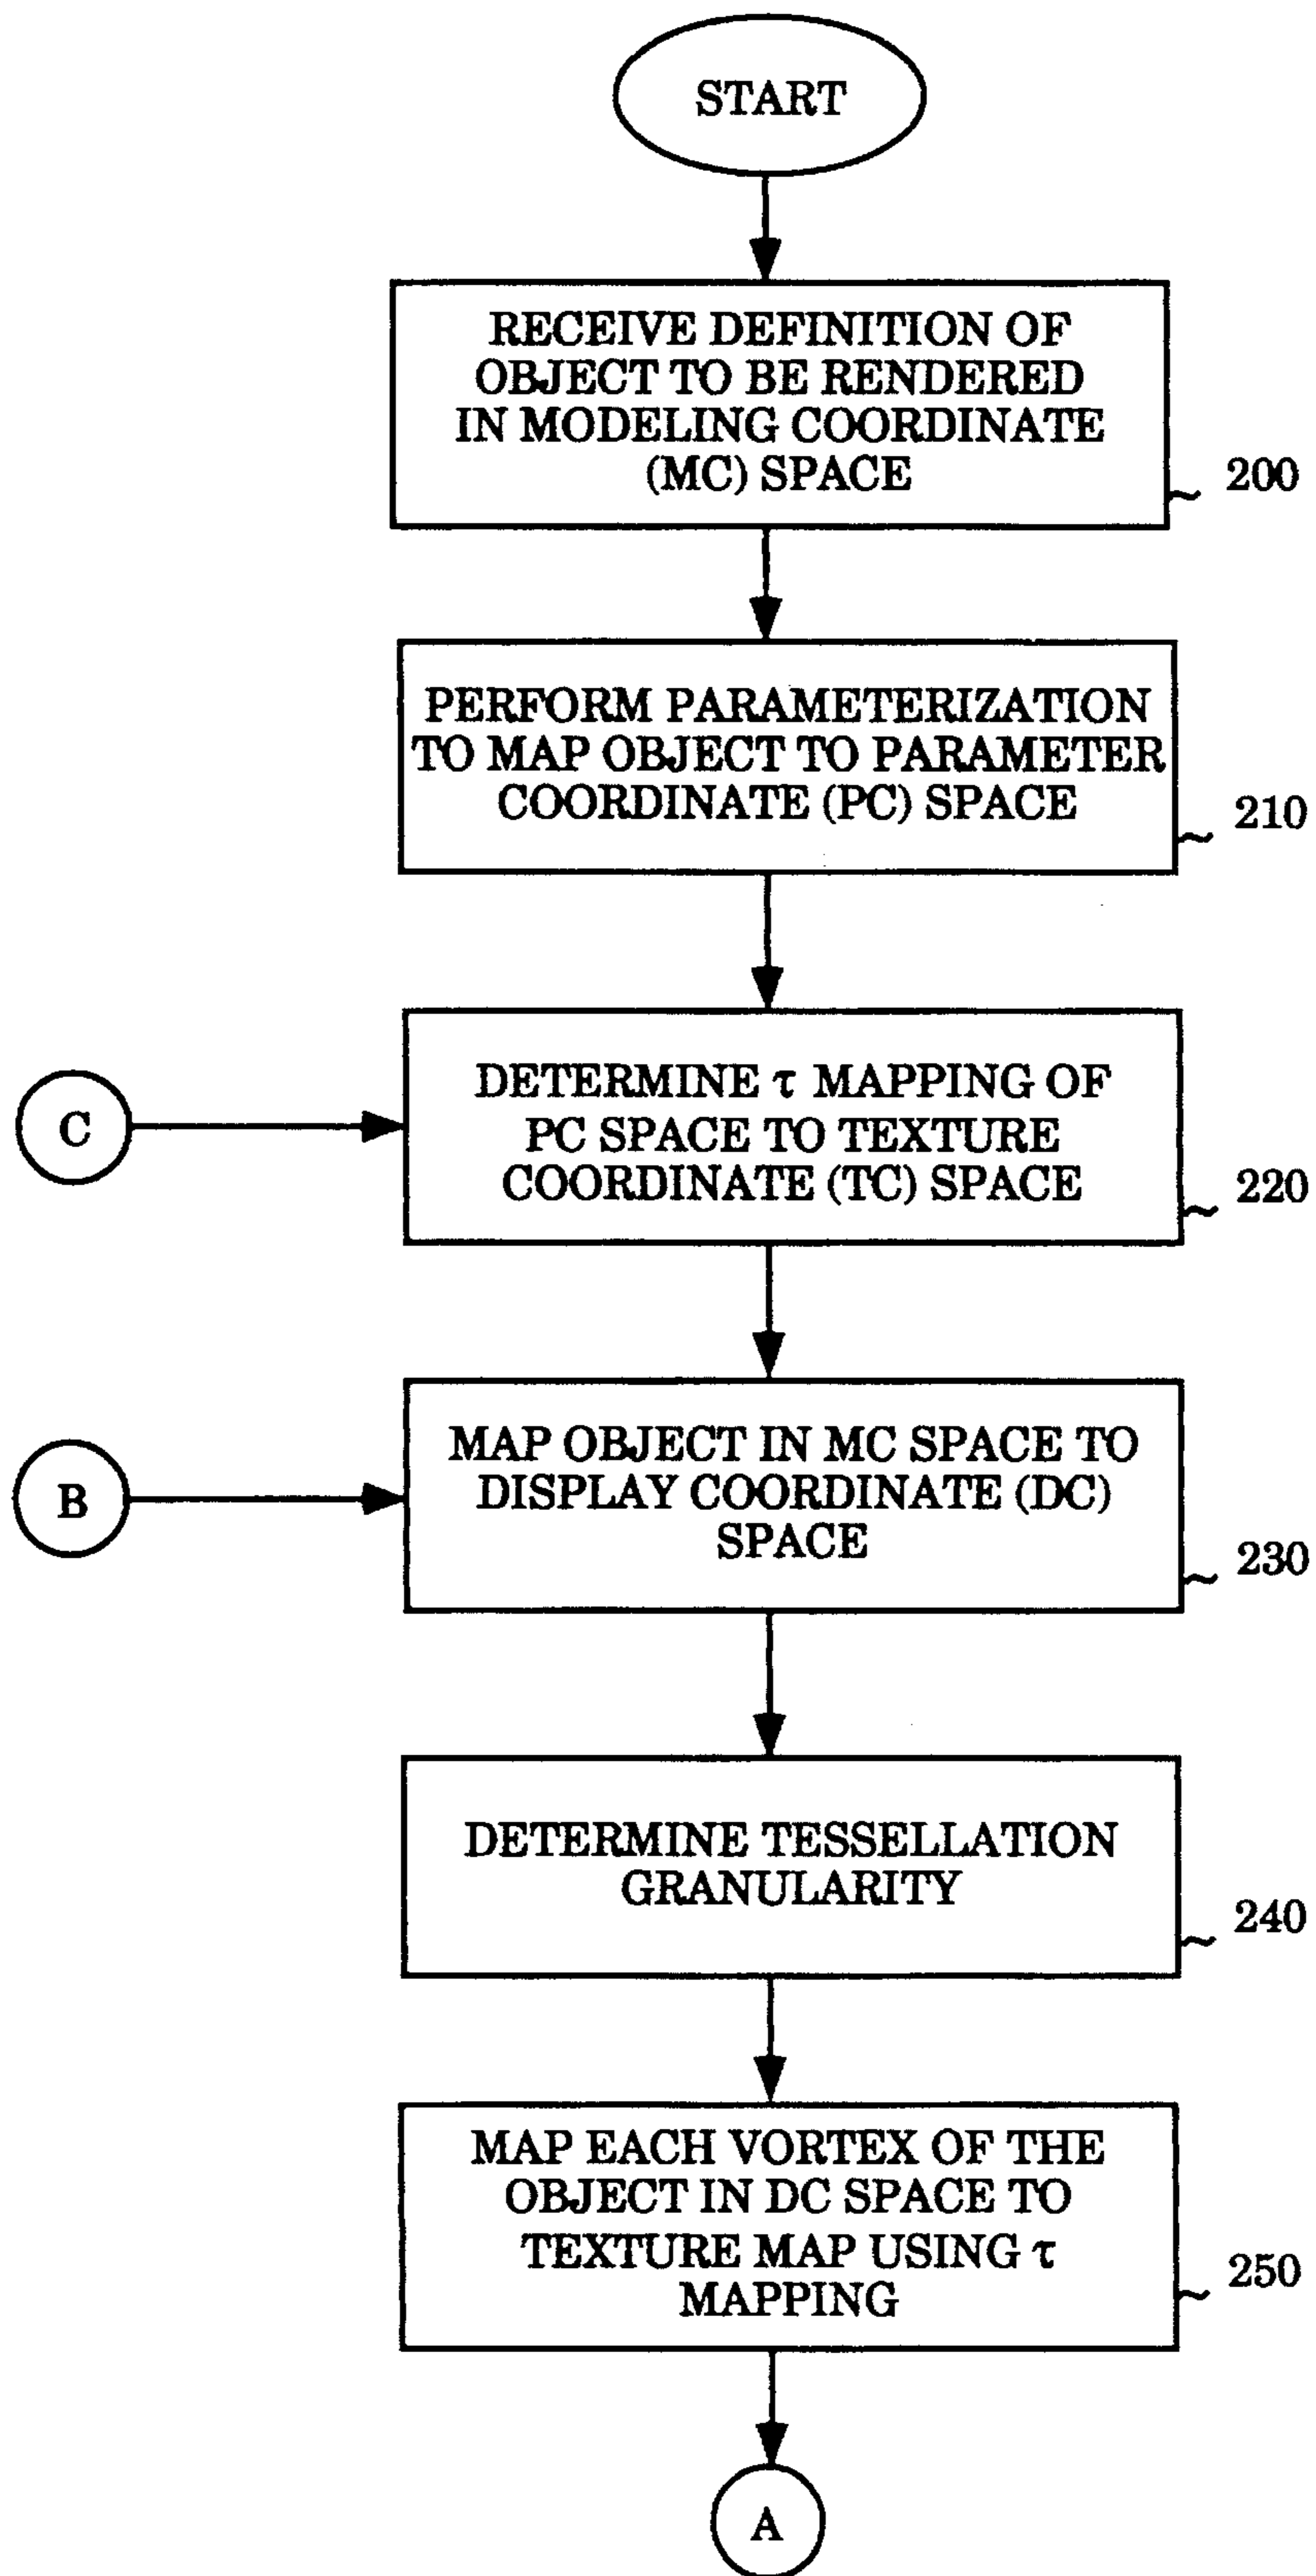 START
RECEIVE DEFINITION OF
OBJECT TO BE RENDERED
IN MODELING COORDINATE
(MC) SPACE
200
PERFORM PARAMETERIZATION
TO MAP OBJECT TO PARAMETER
COORDINATE (PC) SPACE
210
C
DETERMINE τ MAPPING OF
PC SPACE TO TEXTURE
COORDINATE (TC) SPACE
220
B
MAP OBJECT IN MC SPACE TO
DISPLAY COORDINATE (DC)
SPACE
230
DETERMINE TESSELLATION
GRANULARITY
240
MAP EACH VORTEX OF THE
OBJECT IN DC SPACE TO
TEXTURE MAP USING τ
MAPPING
250
A